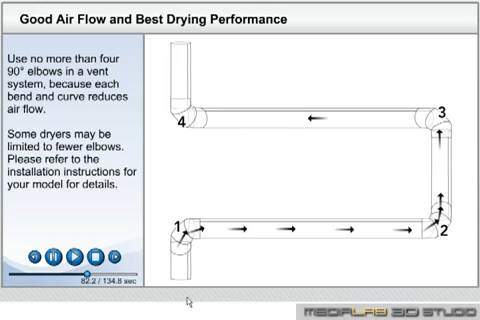 Good Air Flow and Best Drying Performance
Use no more than four
90° elbows in a vent
system, because each
bend and curve reduces
air flow.
Some dryers may be
limited to fewer elbows.
Please refer to the
installation instructions for
your model for details.
4
3
1
2
82.2 / 134.8 sec
MEDIALAB 3D STUDIO